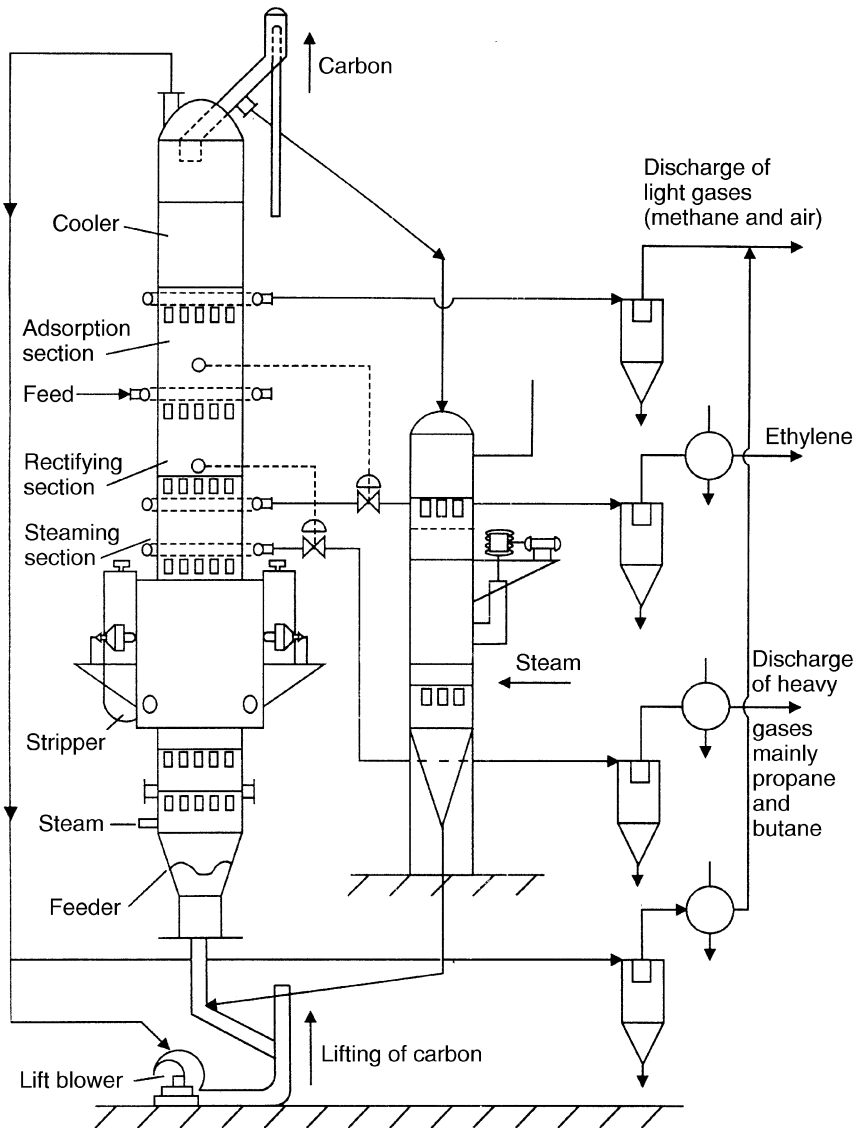 Carbon
Discharge of
light gases
(methane and air)
Cooler
Adsorption
section
Feed
Ethylene
Rectifying
section
Steaming
section
Steam
Discharge
of heavy
gases
mainly
propane
and
butane
Stripper
Steam
Feeder
Lifting of carbon
Lift blower